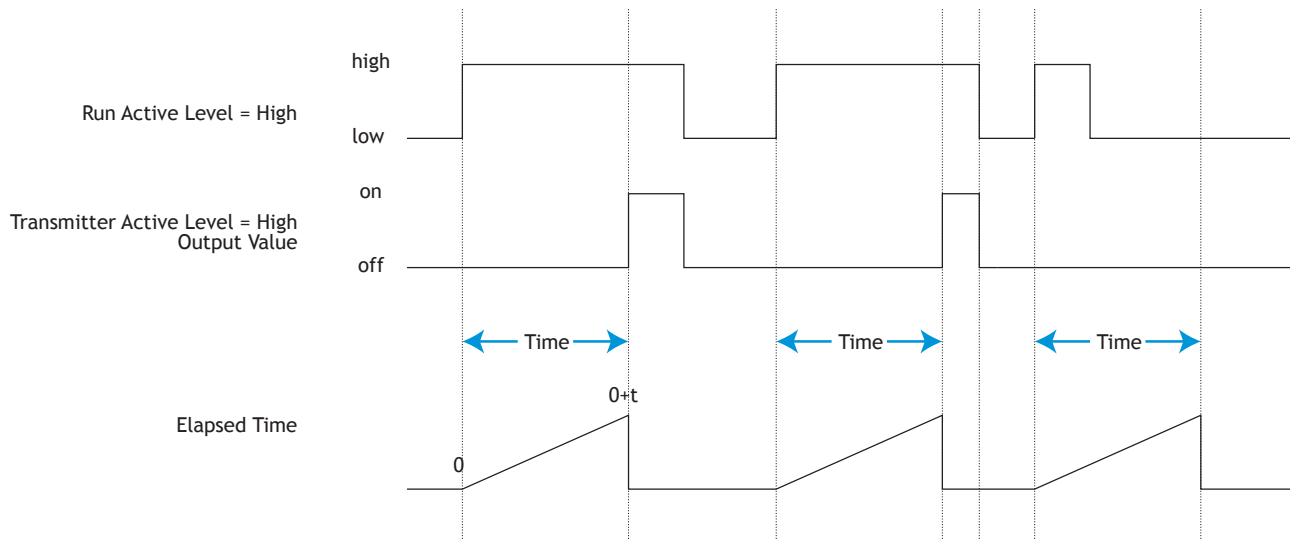 high
Run Active Level = High
low
on
Transmitter Active Level = High
Output Value
off
Time
Time
Time
0+t
Elapsed Time
0